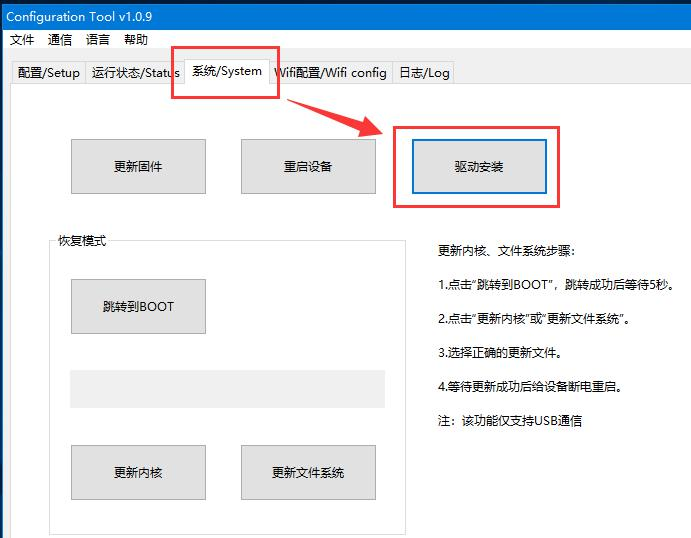 Configuration Tool v1.0.9
文件 通信 语言 帮助
配置/Setup 运行状态/Status 系统/System Wifi配置/Wifi config 日志/Log
更新固件 重启设备 驱动安装
恢复模式
更新内核、文件系统步骤：
跳转到BOOT
1.点击“跳转到BOOT”，跳转成功后等待5秒。
2.点击“更新内核”或“更新文件系统”。
3.选择正确的更新文件。
4.等待更新成功后给设备断电重启。
注：该功能仅支持USB通信
更新内核 更新文件系统